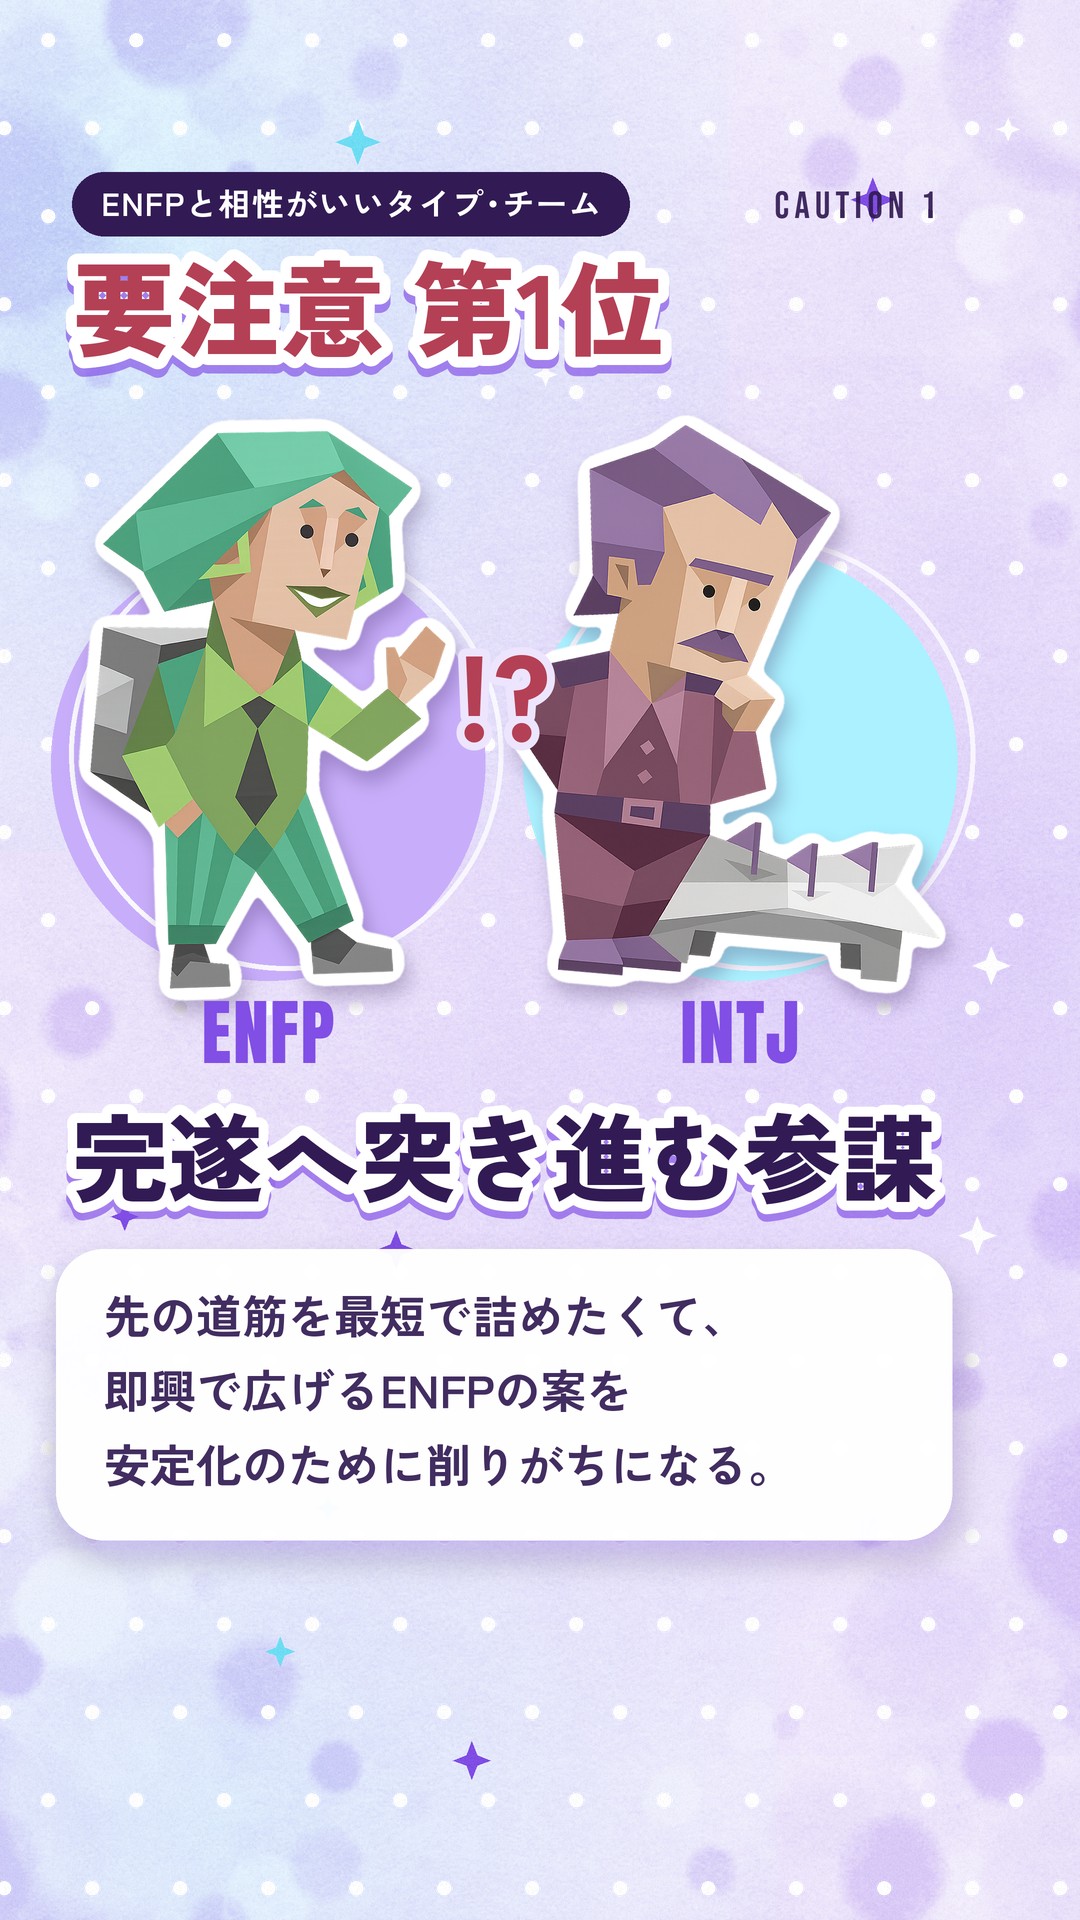 ENFPと相性がいいタイプ・チーム
CAUTION 1
要注意 第1位
!?
ENFP
INTJ
完遂へ突き進む参謀
先の道筋を最短で詰めたくて、
即興で広げるENFPの案を
安定化のために削りがちになる。